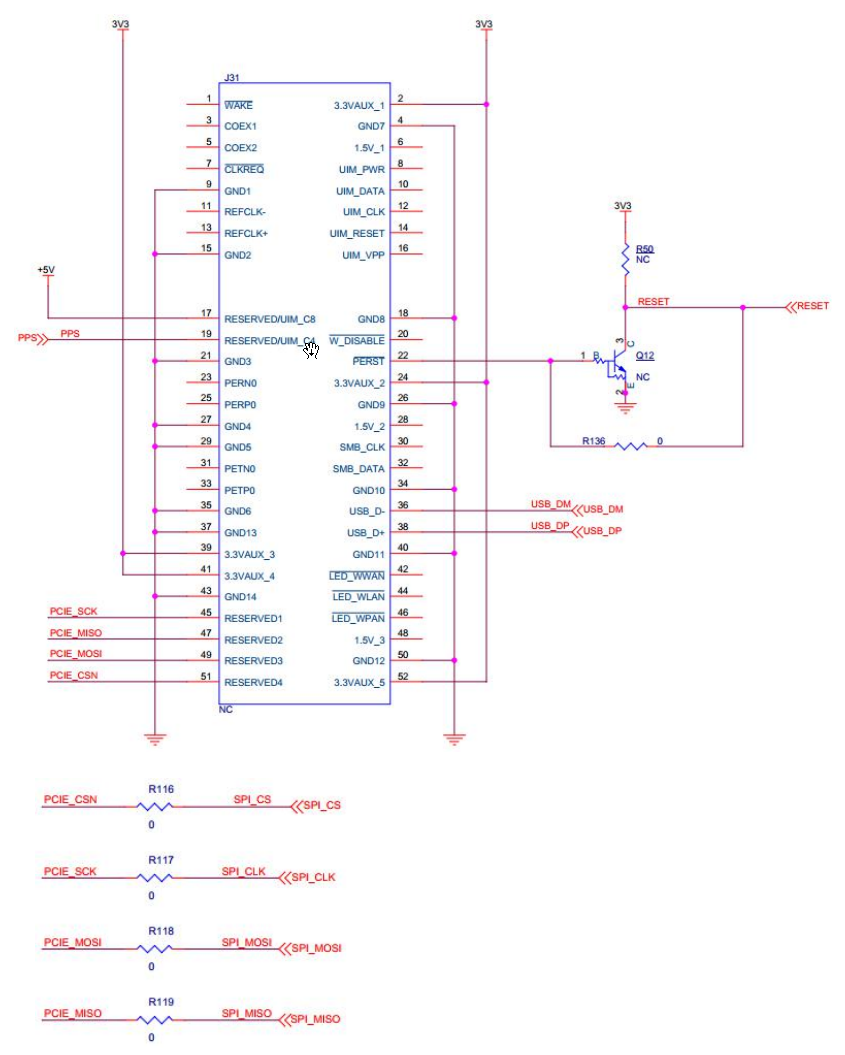 3V3
3V3
J31
1 WAKE 3.3VAUX_1 2
3 COEX1 GND7 4
5 COEX2 1.5V_1 6
7 CLKREQ UIM_PWR 8
9 GND1 UIM_DATA 10
11 REFCLK- UIM_CLK 12
13 REFCLK+ UIM_RESET 14
15 GND2 UIM_VPP 16
3V3
R50
NC
+5V
RESET
RESET
17 RESERVED/UIM_C8 GND8 18
PPS PPS 19 RESERVED/UIM_C4 W_DISABLE 20
21 GND3 PERST 22
1 B 3 C Q12
NC
2 E
23 PERN0 3.3VAUX_2 24
25 PERP0 GND9 26
27 GND4 1.5V_2 28
29 GND5 SMB_CLK 30
R136 0
31 PETN0 SMB_DATA 32
33 PETP0 GND10 34
35 GND6 USB_D- 36 USB_DM USB_DM
37 GND13 USB_D+ 38 USB_DP USB_DP
39 3.3VAUX_3 GND11 40
41 3.3VAUX_4 LED_WWAN 42
43 GND14 LED_WLAN 44
PCIE_SCK 45 RESERVED1 LED_WPAN 46
PCIE_MISO 47 RESERVED2 1.5V_3 48
PCIE_MOSI 49 RESERVED3 GND12 50
PCIE_CSN 51 RESERVED4 3.3VAUX_5 52
NC
R116
PCIE_CSN SPI_CS SPI_CS
0
R117
PCIE_SCK SPI_CLK SPI_CLK
0
R118
PCIE_MOSI SPI_MOSI SPI_MOSI
0
R119
PCIE_MISO SPI_MISO SPI_MISO
0